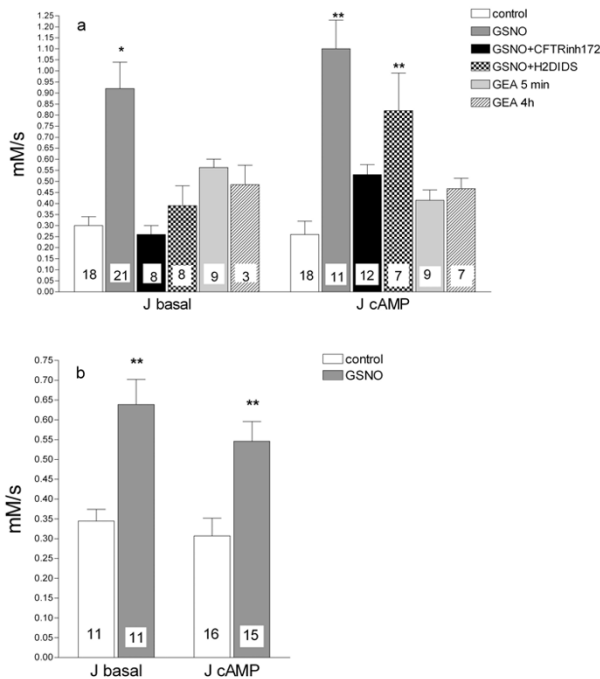 a
control
GSNO
GSNO+CFTRinh172
GSNO+H2DIDS
GEA 5 min
GEA 4h
1.25
1.20
1.15
1.10
1.05
1.00
0.95
0.90
0.85
0.80
0.75
0.70
0.65
0.60
0.55
0.50
0.45
0.40
0.35
0.30
0.25
0.20
0.15
0.10
0.05
0.00
mM/s
* ** **
18 21 8 8 9 3 18 11 12 7 9 7
J basal J cAMP
b
control
GSNO
0.75
0.70
0.65
0.60
0.55
0.50
0.45
0.40
0.35
0.30
0.25
0.20
0.15
0.10
0.05
0.00
mM/s
** **
11 11 16 15
J basal J cAMP